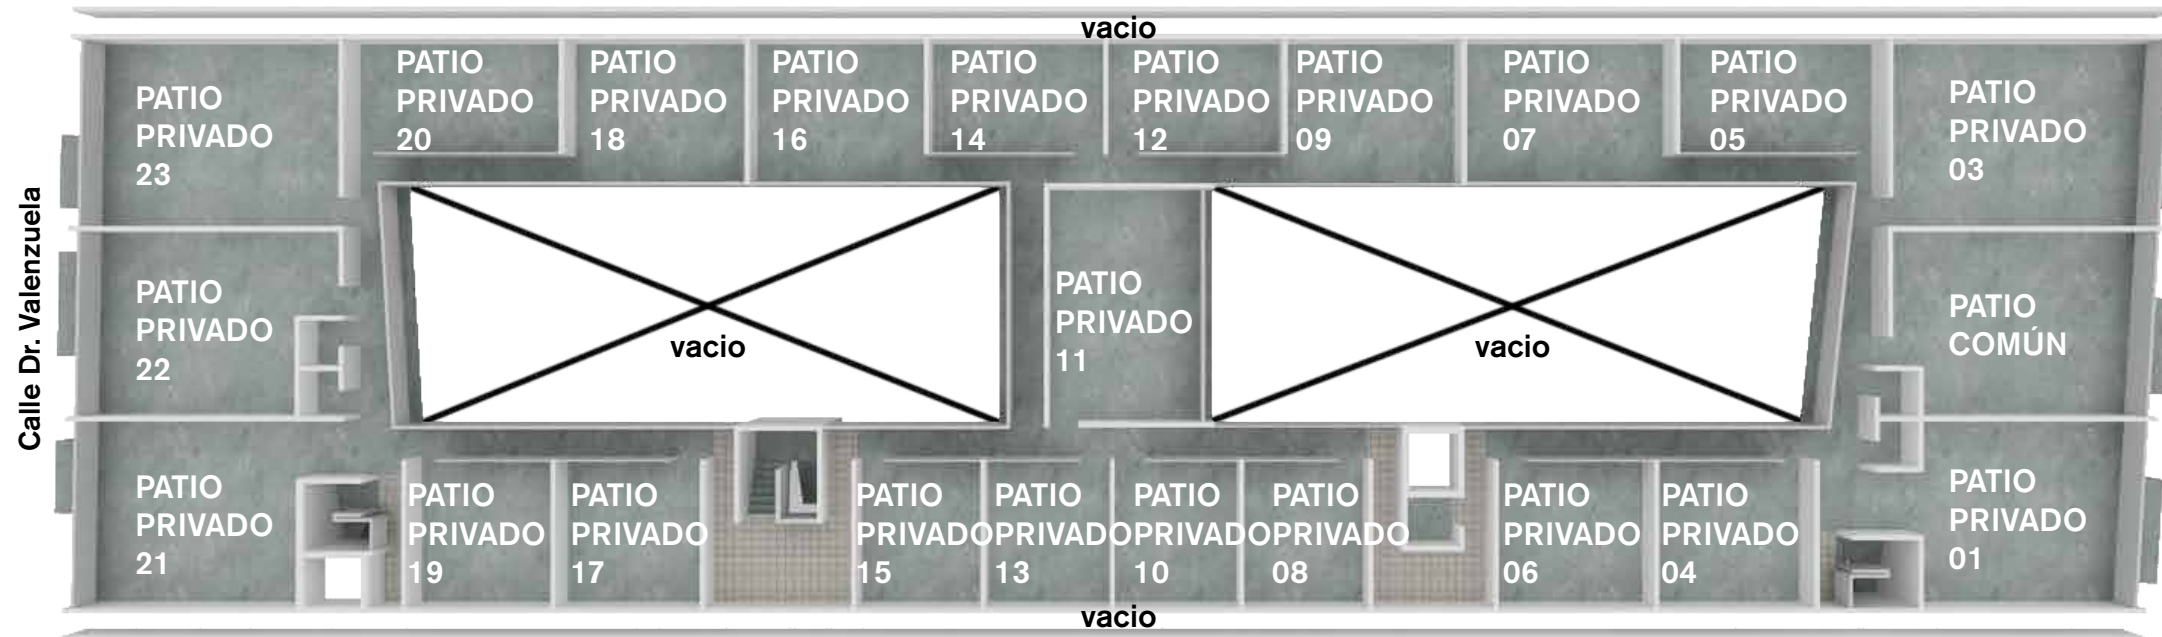 vacio
PATIO
PRIVADO
23
PATIO
PRIVADO
20
PATIO
PRIVADO
18
PATIO
PRIVADO
16
PATIO
PRIVADO
14
PATIO
PRIVADO
12
PATIO
PRIVADO
09
PATIO
PRIVADO
07
PATIO
PRIVADO
05
PATIO
PRIVADO
03
Calle Dr. Valenzuela
PATIO
PRIVADO
22
vacio
PATIO
PRIVADO
11
vacio
PATIO
COMÚN
PATIO
PRIVADO
21
PATIO
PRIVADO
19
PATIO
PRIVADO
17
PATIO
PRIVADO
15
PATIO
PRIVADO
13
PATIO
PRIVADO
10
PATIO
PRIVADO
08
PATIO
PRIVADO
06
PATIO
PRIVADO
04
PATIO
PRIVADO
01
vacio